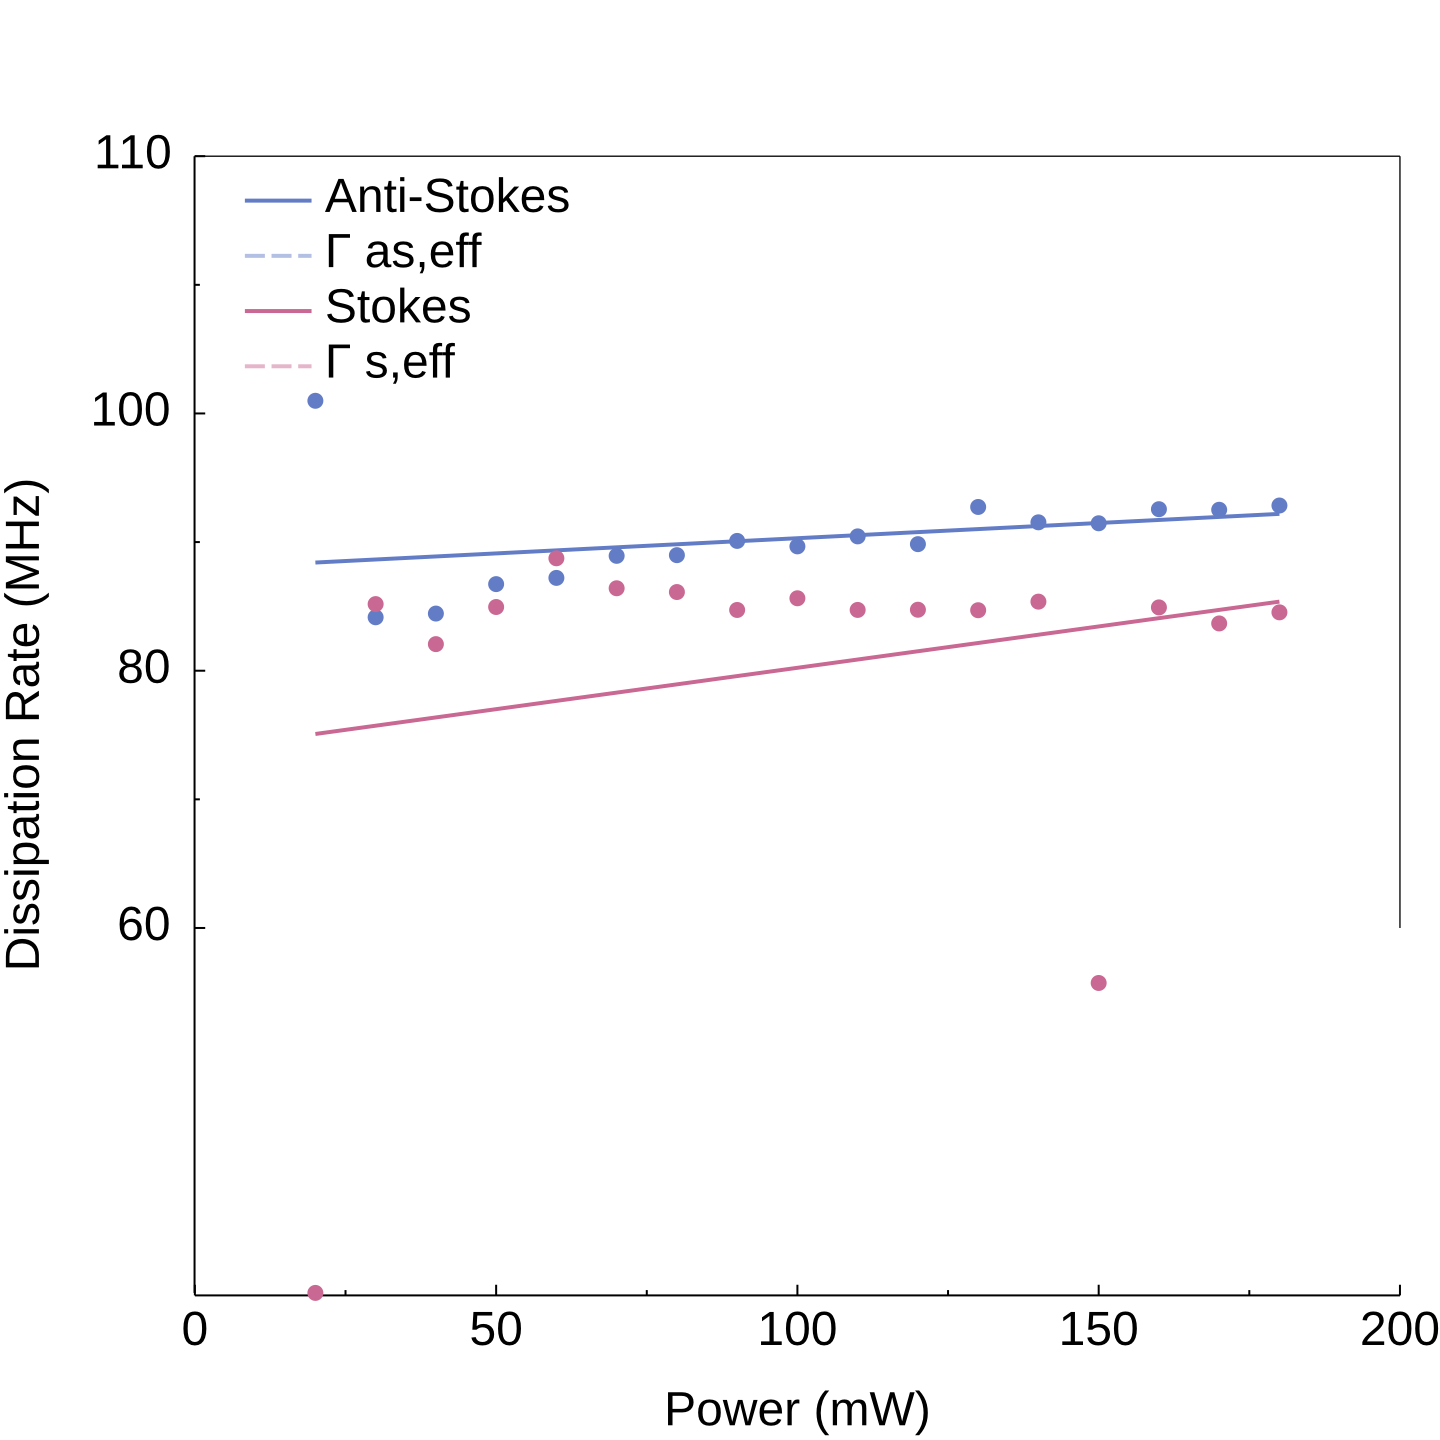 110
Anti-Stokes
Γ as,eff
Stokes
Γ s,eff
100
80
60
Dissipation Rate (MHz)
0 50 100 150 200
Power (mW)